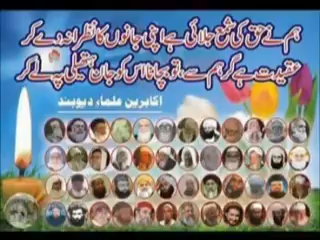 ہم نے حق کی شمع جلائی ہے اپنی جانوں کا نظرانہ دے کر
عقیدت ہے گر ہم سے، تو بچانا اس کو جان ہتھیلی پہ لے کر
اکابرین علماء دیوبند